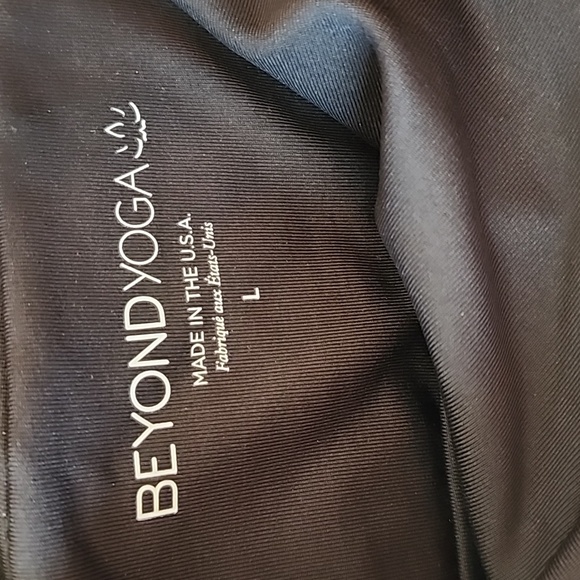 BEYOND YOGA
MADE IN THE U.S.A.
Fabriqué aux États-Unis
L